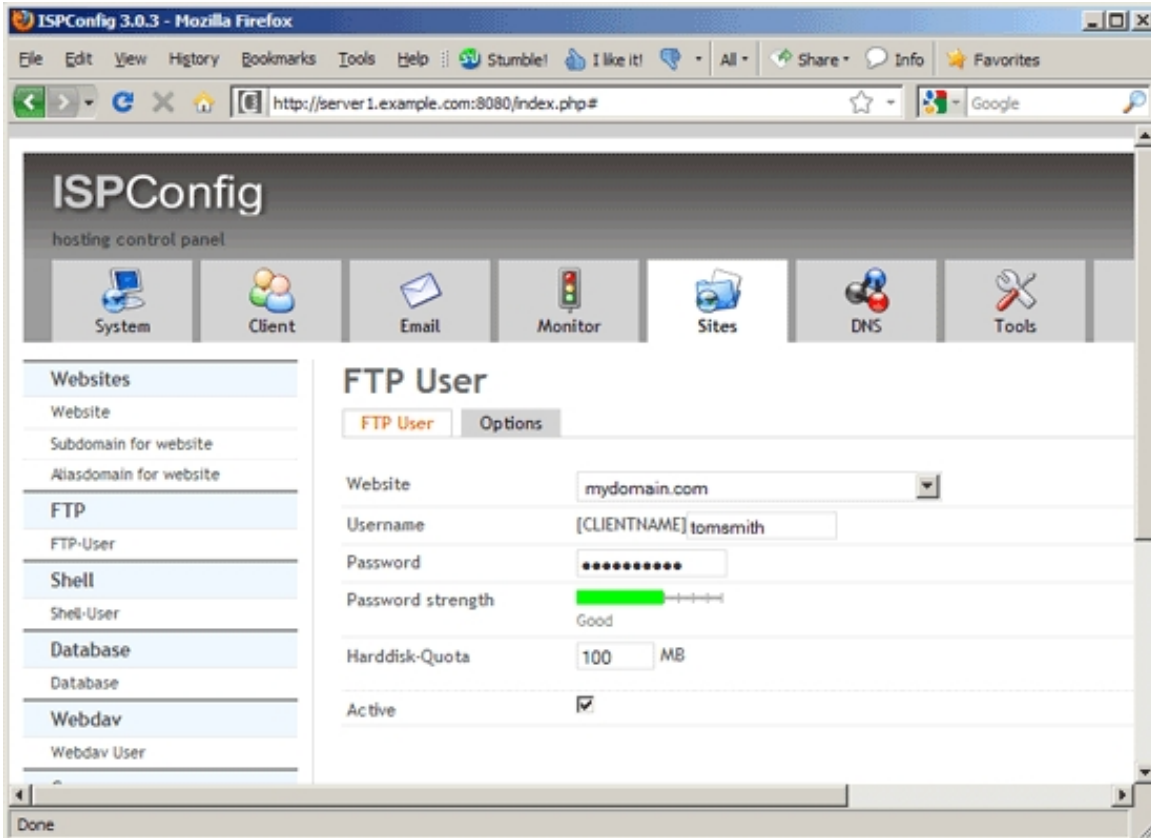 ISPConfig 3.0.3 - Mozilla Firefox
File Edit View History Bookmarks Tools Help Stumble! I like it! All Share Info Favorites
http://server1.example.com:8080/index.php# Google
ISPConfig
hosting control panel
System Client Email Monitor Sites DNS Tools
Websites
Website
Subdomain for website
Aliasdomain for website
FTP
FTP-User
Shell
Shell-User
Database
Database
Webdav
Webdav User
FTP User
FTP User Options
Website mydomain.com
Username [CLIENTNAME] tomsmith
Password ••••••••••
Password strength
Good
Harddisk-Quota 100 MB
Active
Done